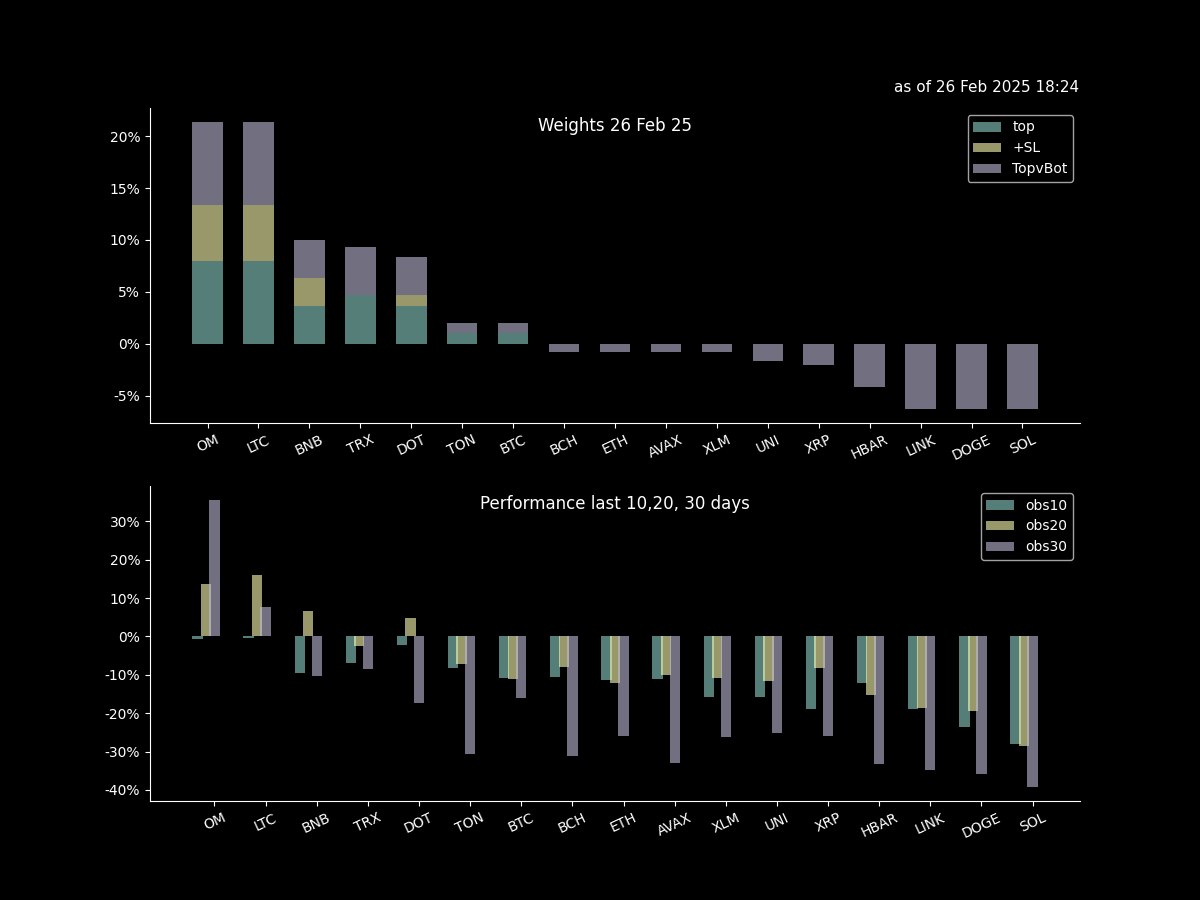 as of 26 Feb 2025 18:24
Weights 26 Feb 25
top
+SL
TopvBot
20%
15%
10%
5%
0%
-5%
OM LTC BNB TRX DOT TON BTC BCH ETH AVAX XLM UNI XRP HBAR LINK DOGE SOL
Performance last 10,20, 30 days
obs10
obs20
obs30
30%
20%
10%
0%
-10%
-20%
-30%
-40%
OM LTC BNB TRX DOT TON BTC BCH ETH AVAX XLM UNI XRP HBAR LINK DOGE SOL